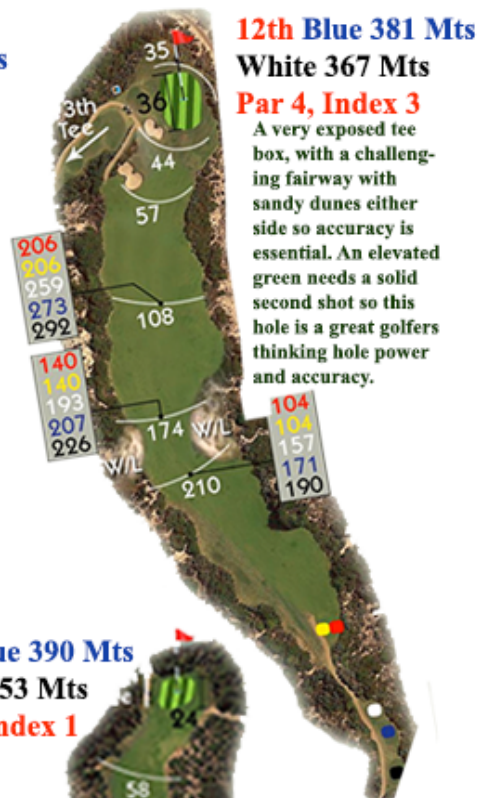 s
12th Blue 381 Mts
White 367 Mts
Par 4, Index 3
A very exposed tee
box, with a challeng-
ing fairway with
sandy dunes either
side so accuracy is
essential. An elevated
green needs a solid
second shot so this
hole is a great golfers
thinking hole power
and accuracy.
35
36
3th
Tee
44
57
206
206
259
273
292
108
140
140
193
207
226
174
W/L
W/L
104
104
157
171
190
210
ue 390 Mts
53 Mts
ndex 1
24
58